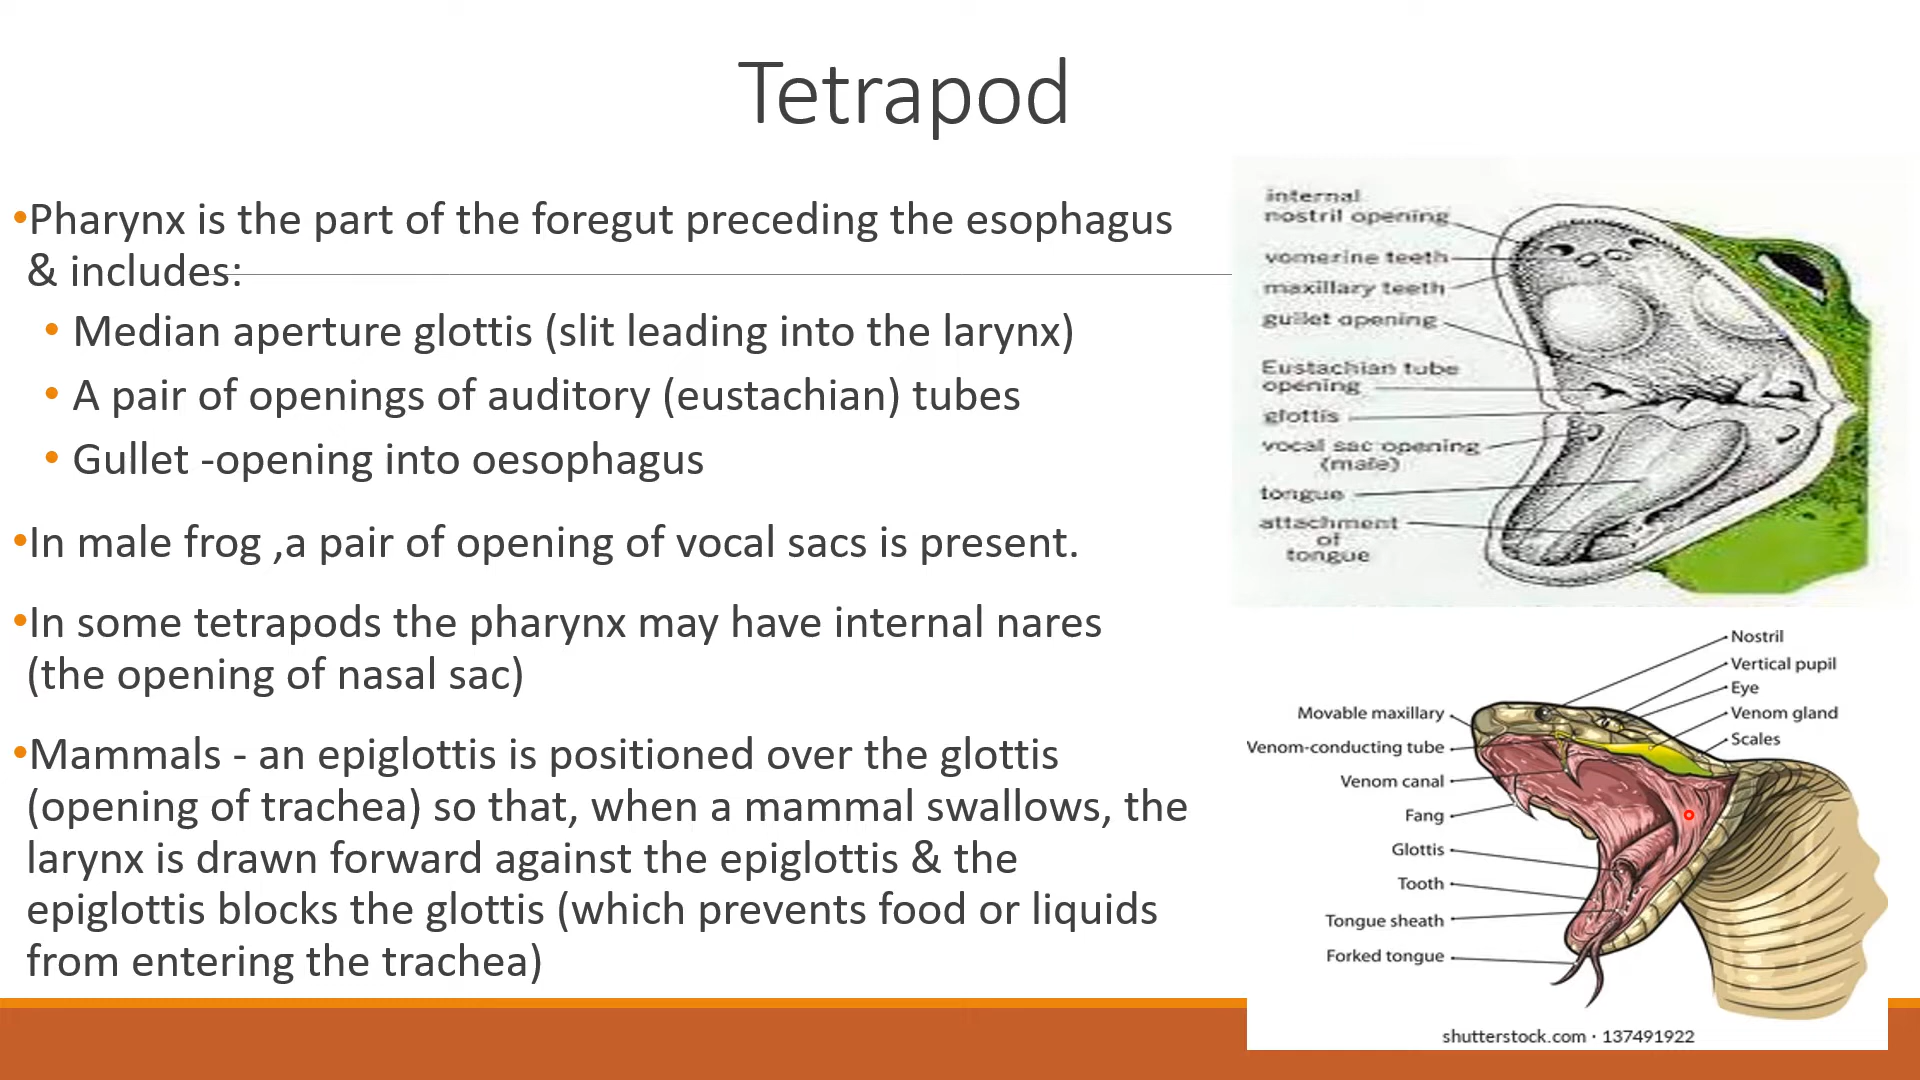 Tetrapod
•Pharynx is the part of the foregut preceding the esophagus
& includes:
• Median aperture glottis (slit leading into the larynx)
• A pair of openings of auditory (eustachian) tubes
• Gullet -opening into oesophagus
•In male frog ,a pair of opening of vocal sacs is present.
•In some tetrapods the pharynx may have internal nares
(the opening of nasal sac)
•Mammals - an epiglottis is positioned over the glottis
(opening of trachea) so that, when a mammal swallows, the
larynx is drawn forward against the epiglottis & the
epiglottis blocks the glottis (which prevents food or liquids
from entering the trachea)
internal
nostril opening
vomerine teeth
maxillary teeth
gullet opening
Eustachian tube
opening
glottis
vocal sac opening
(male)
tongue
attachment
of
tongue
Nostril
Vertical pupil
Eye
Venom gland
Scales
Movable maxillary
Venom-conducting tube
Venom canal
Fang
Glottis
Tooth
Tongue sheath
Forked tongue
shutterstock.com · 137491922